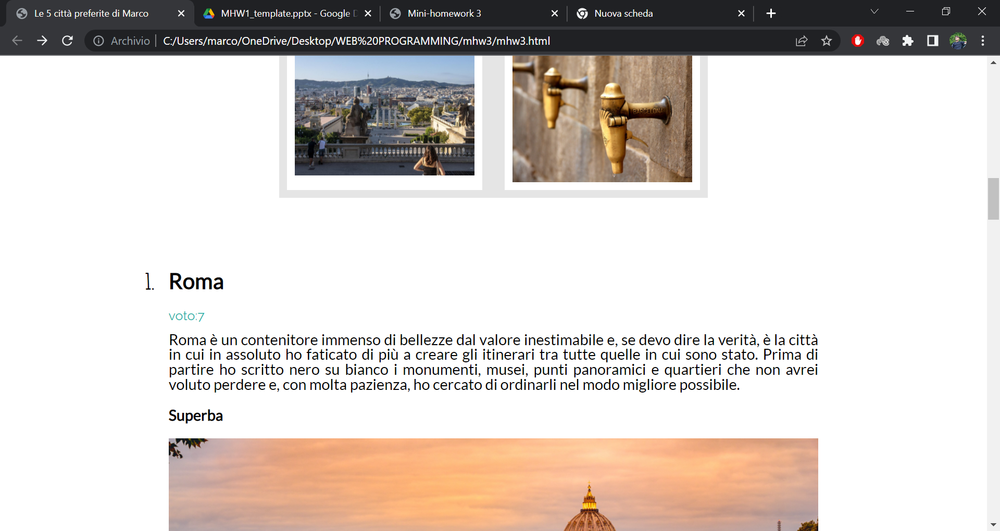 Le 5 città preferite di Marco
MHW1_template.pptx - Google D
Mini-homework 3
Nuova scheda
Archivio
C:/Users/marco/OneDrive/Desktop/WEB%20PROGRAMMING/mhw3/mhw3.html
BARCELONA
1. Roma
voto:7
Roma è un contenitore immenso di bellezze dal valore inestimabile e, se devo dire la verità, è la città
in cui in assoluto ho faticato di più a creare gli itinerari tra tutte quelle in cui sono stato. Prima di
partire ho scritto nero su bianco i monumenti, musei, punti panoramici e quartieri che non avrei
voluto perdere e, con molta pazienza, ho cercato di ordinarli nel modo migliore possibile.
Superba